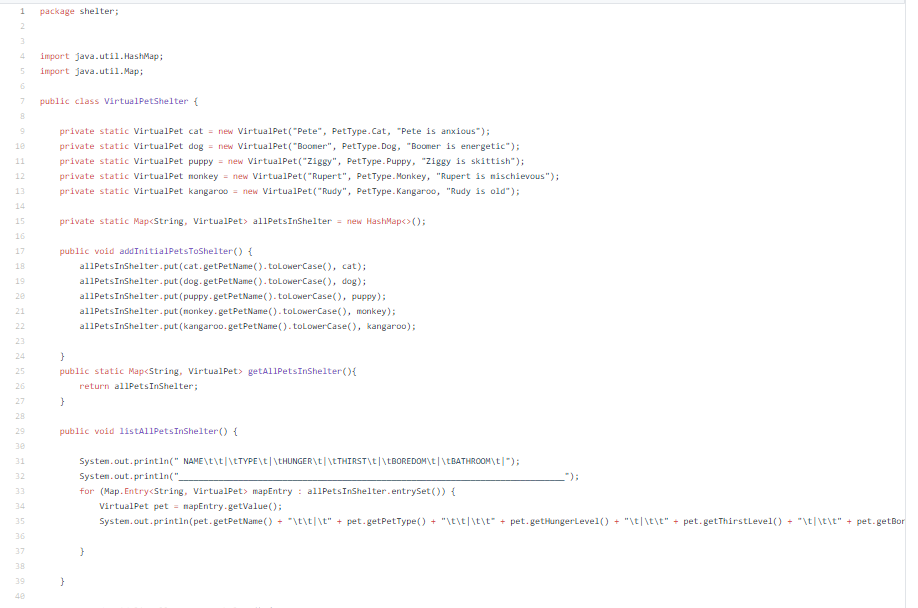 1 package shelter;
2
3
4 import java.util.HashMap;
5 import java.util.Map;
6
7 public class VirtualPetShelter {
8
9 private static VirtualPet cat = new VirtualPet("Pete", PetType.Cat, "Pete is anxious");
10 private static VirtualPet dog = new VirtualPet("Boomer", PetType.Dog, "Boomer is energetic");
11 private static VirtualPet puppy = new VirtualPet("Ziggy", PetType.Puppy, "Ziggy is skittish");
12 private static VirtualPet monkey = new VirtualPet("Rupert", PetType.Monkey, "Rupert is mischievous");
13 private static VirtualPet kangaroo = new VirtualPet("Rudy", PetType.Kangaroo, "Rudy is old");
14
15 private static Map<String, VirtualPet> allPetsInShelter = new HashMap<>();
16
17 public void addInitialPetsToShelter() {
18 allPetsInShelter.put(cat.getPetName().toLowerCase(), cat);
19 allPetsInShelter.put(dog.getPetName().toLowerCase(), dog);
20 allPetsInShelter.put(puppy.getPetName().toLowerCase(), puppy);
21 allPetsInShelter.put(monkey.getPetName().toLowerCase(), monkey);
22 allPetsInShelter.put(kangaroo.getPetName().toLowerCase(), kangaroo);
23
24 }
25 public static Map<String, VirtualPet> getAllPetsInShelter(){
26 return allPetsInShelter;
27 }
28
29 public void listAllPetsInShelter() {
30
31 System.out.println(" NAME\t\t|\tTYPE\t|\tHUNGER\t|\tTHIRST\t|\tBOREDOM\t|\tBATHROOM\t|");
32 System.out.println("______________________________________________________________________________");
33 for (Map.Entry<String, VirtualPet> mapEntry : allPetsInShelter.entrySet()) {
34 VirtualPet pet = mapEntry.getValue();
35 System.out.println(pet.getPetName() + "\t\t|\t" + pet.getPetType() + "\t\t|\t\t" + pet.getHungerLevel() + "\t|\t\t" + pet.getThirstLevel() + "\t|\t\t" + pet.getBor
36
37 }
38
39 }
40